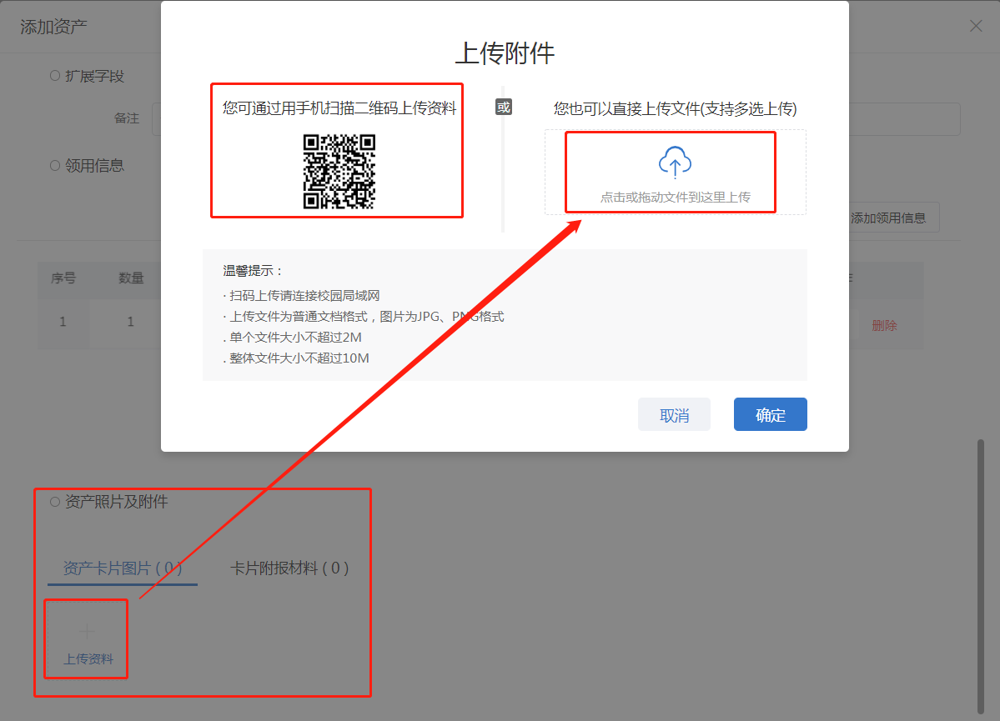 添加资产
扩展字段
备注
领用信息
添加领用信息
序号
数量
1
1
删除
上传附件
您可通过用手机扫描二维码上传资料
或
您也可以直接上传文件(支持多选上传)
点击或拖动文件到这里上传
温馨提示：
· 扫码上传请连接校园局域网
· 上传文件为普通文档格式，图片为JPG、PNG格式
. 单个文件大小不超过2M
. 整体文件大小不超过10M
取消
确定
资产照片及附件
资产卡片图片 ( 0 )
卡片附报材料 ( 0 )
上传资料